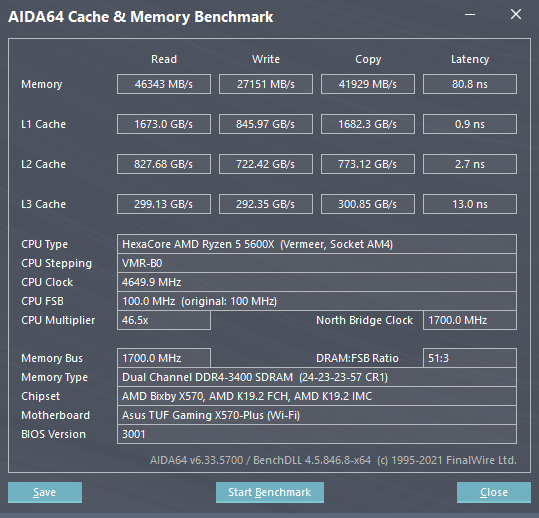 AIDA64 Cache & Memory Benchmark
Read Write Copy Latency
Memory 46343 MB/s 27151 MB/s 41929 MB/s 80.8 ns
L1 Cache 1673.0 GB/s 845.97 GB/s 1682.3 GB/s 0.9 ns
L2 Cache 827.68 GB/s 722.42 GB/s 773.12 GB/s 2.7 ns
L3 Cache 299.13 GB/s 292.35 GB/s 300.85 GB/s 13.0 ns
CPU Type HexaCore AMD Ryzen 5 5600X (Vermeer, Socket AM4)
CPU Stepping VMR-B0
CPU Clock 4649.9 MHz
CPU FSB 100.0 MHz (original: 100 MHz)
CPU Multiplier 46.5x North Bridge Clock 1700.0 MHz
Memory Bus 1700.0 MHz DRAM:FSB Ratio 51:3
Memory Type Dual Channel DDR4-3400 SDRAM (24-23-23-57 CR1)
Chipset AMD Bixby X570, AMD K19.2 FCH, AMD K19.2 IMC
Motherboard Asus TUF Gaming X570-Plus (Wi-Fi)
BIOS Version 3001
AIDA64 v6.33.5700 / BenchDLL 4.5.846.8-x64 (c) 1995-2021 FinalWire Ltd.
Save Start Benchmark Close